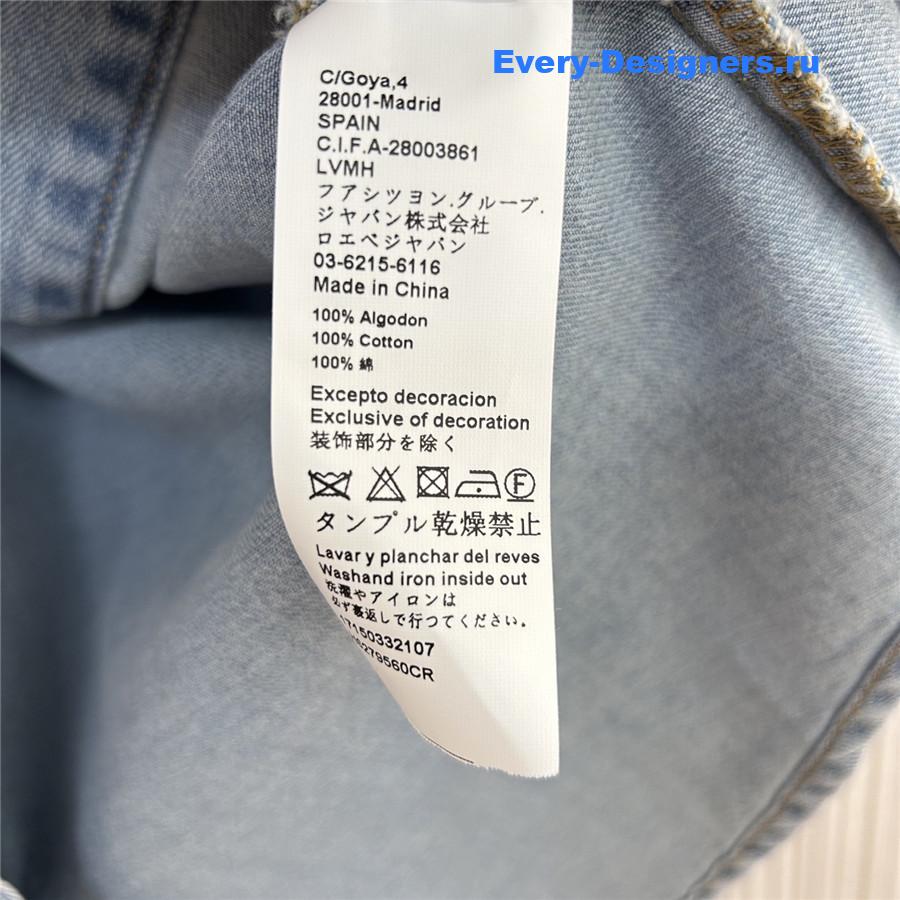 Every-Designers.ru
C/Goya,4
28001-Madrid
SPAIN
C.I.F.A-28003861
LVMH
フアシツヨン.グループ.
ジャパン株式会社
ロエベジャパン
03-6215-6116
Made in China
100% Algodon
100% Cotton
100% 綿
Excepto decoracion
Exclusive of decoration
装飾部分を除く
F
タンプル乾燥禁止
Lavar y planchar del reves
Washand iron inside out
洗濯やアイロンは
必ず裏返しで行つてください。